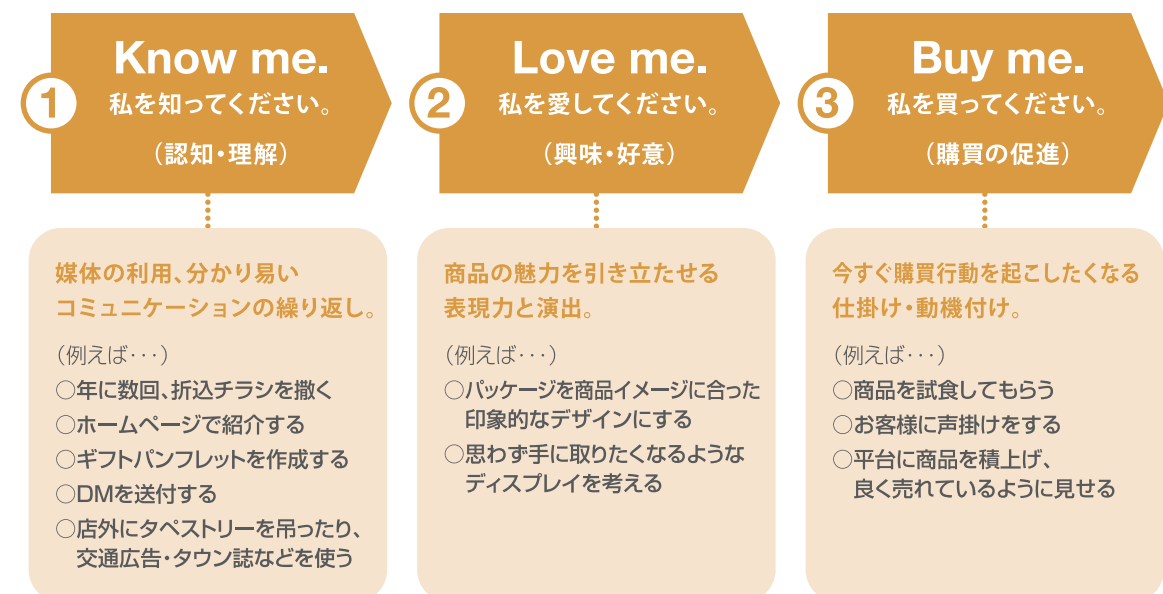 1
Know me.
私を知ってください。
（認知・理解）
媒体の利用、分かり易い
コミュニケーションの繰り返し。
（例えば･･･）
○年に数回、折込チラシを撒く
○ホームページで紹介する
○ギフトパンフレットを作成する
○DMを送付する
○店外にタペストリーを吊ったり、
交通広告・タウン誌などを使う
2
Love me.
私を愛してください。
（興味・好意）
商品の魅力を引き立たせる
表現力と演出。
（例えば･･･）
○パッケージを商品イメージに合った
印象的なデザインにする
○思わず手に取りたくなるような
ディスプレイを考える
3
Buy me.
私を買ってください。
（購買の促進）
今すぐ購買行動を起こしたくなる
仕掛け・動機付け。
（例えば･･･）
○商品を試食してもらう
○お客様に声掛けをする
○平台に商品を積上げ、
良く売れているように見せる